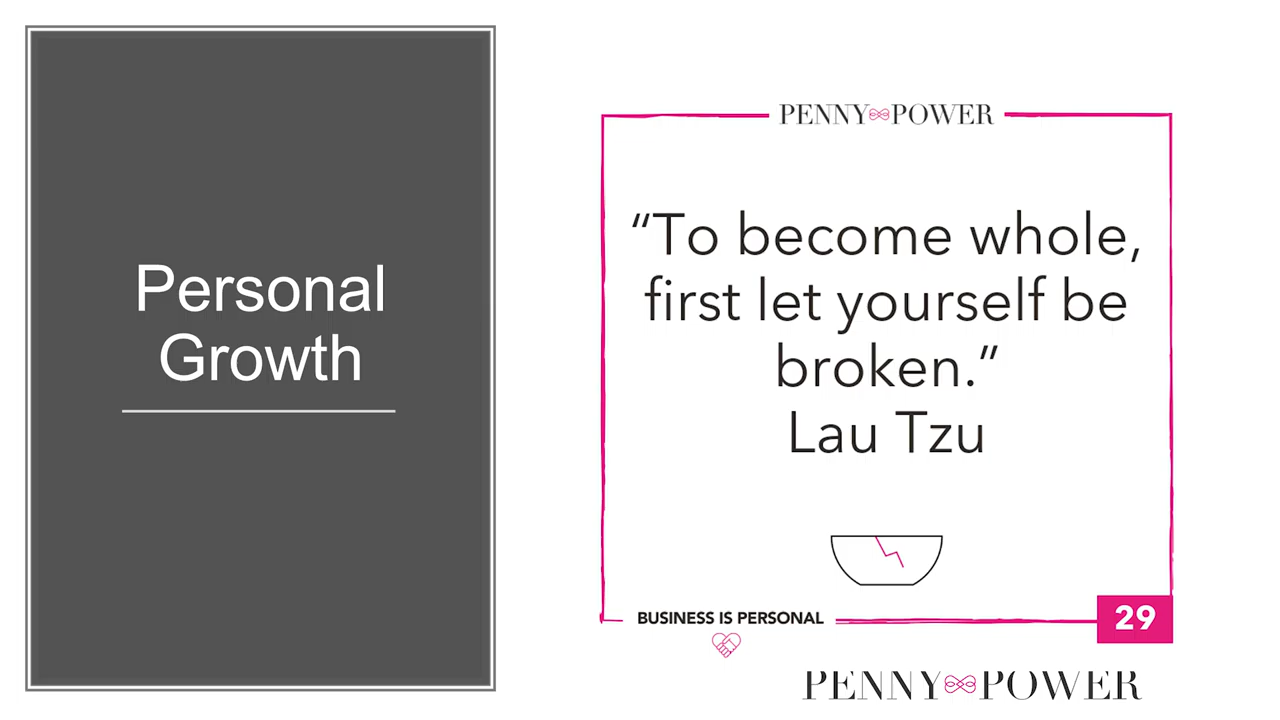 Personal
Growth
PENNY POWER
“To become whole,
first let yourself be
broken.”
Lau Tzu
BUSINESS IS PERSONAL
29
PENNY POWER